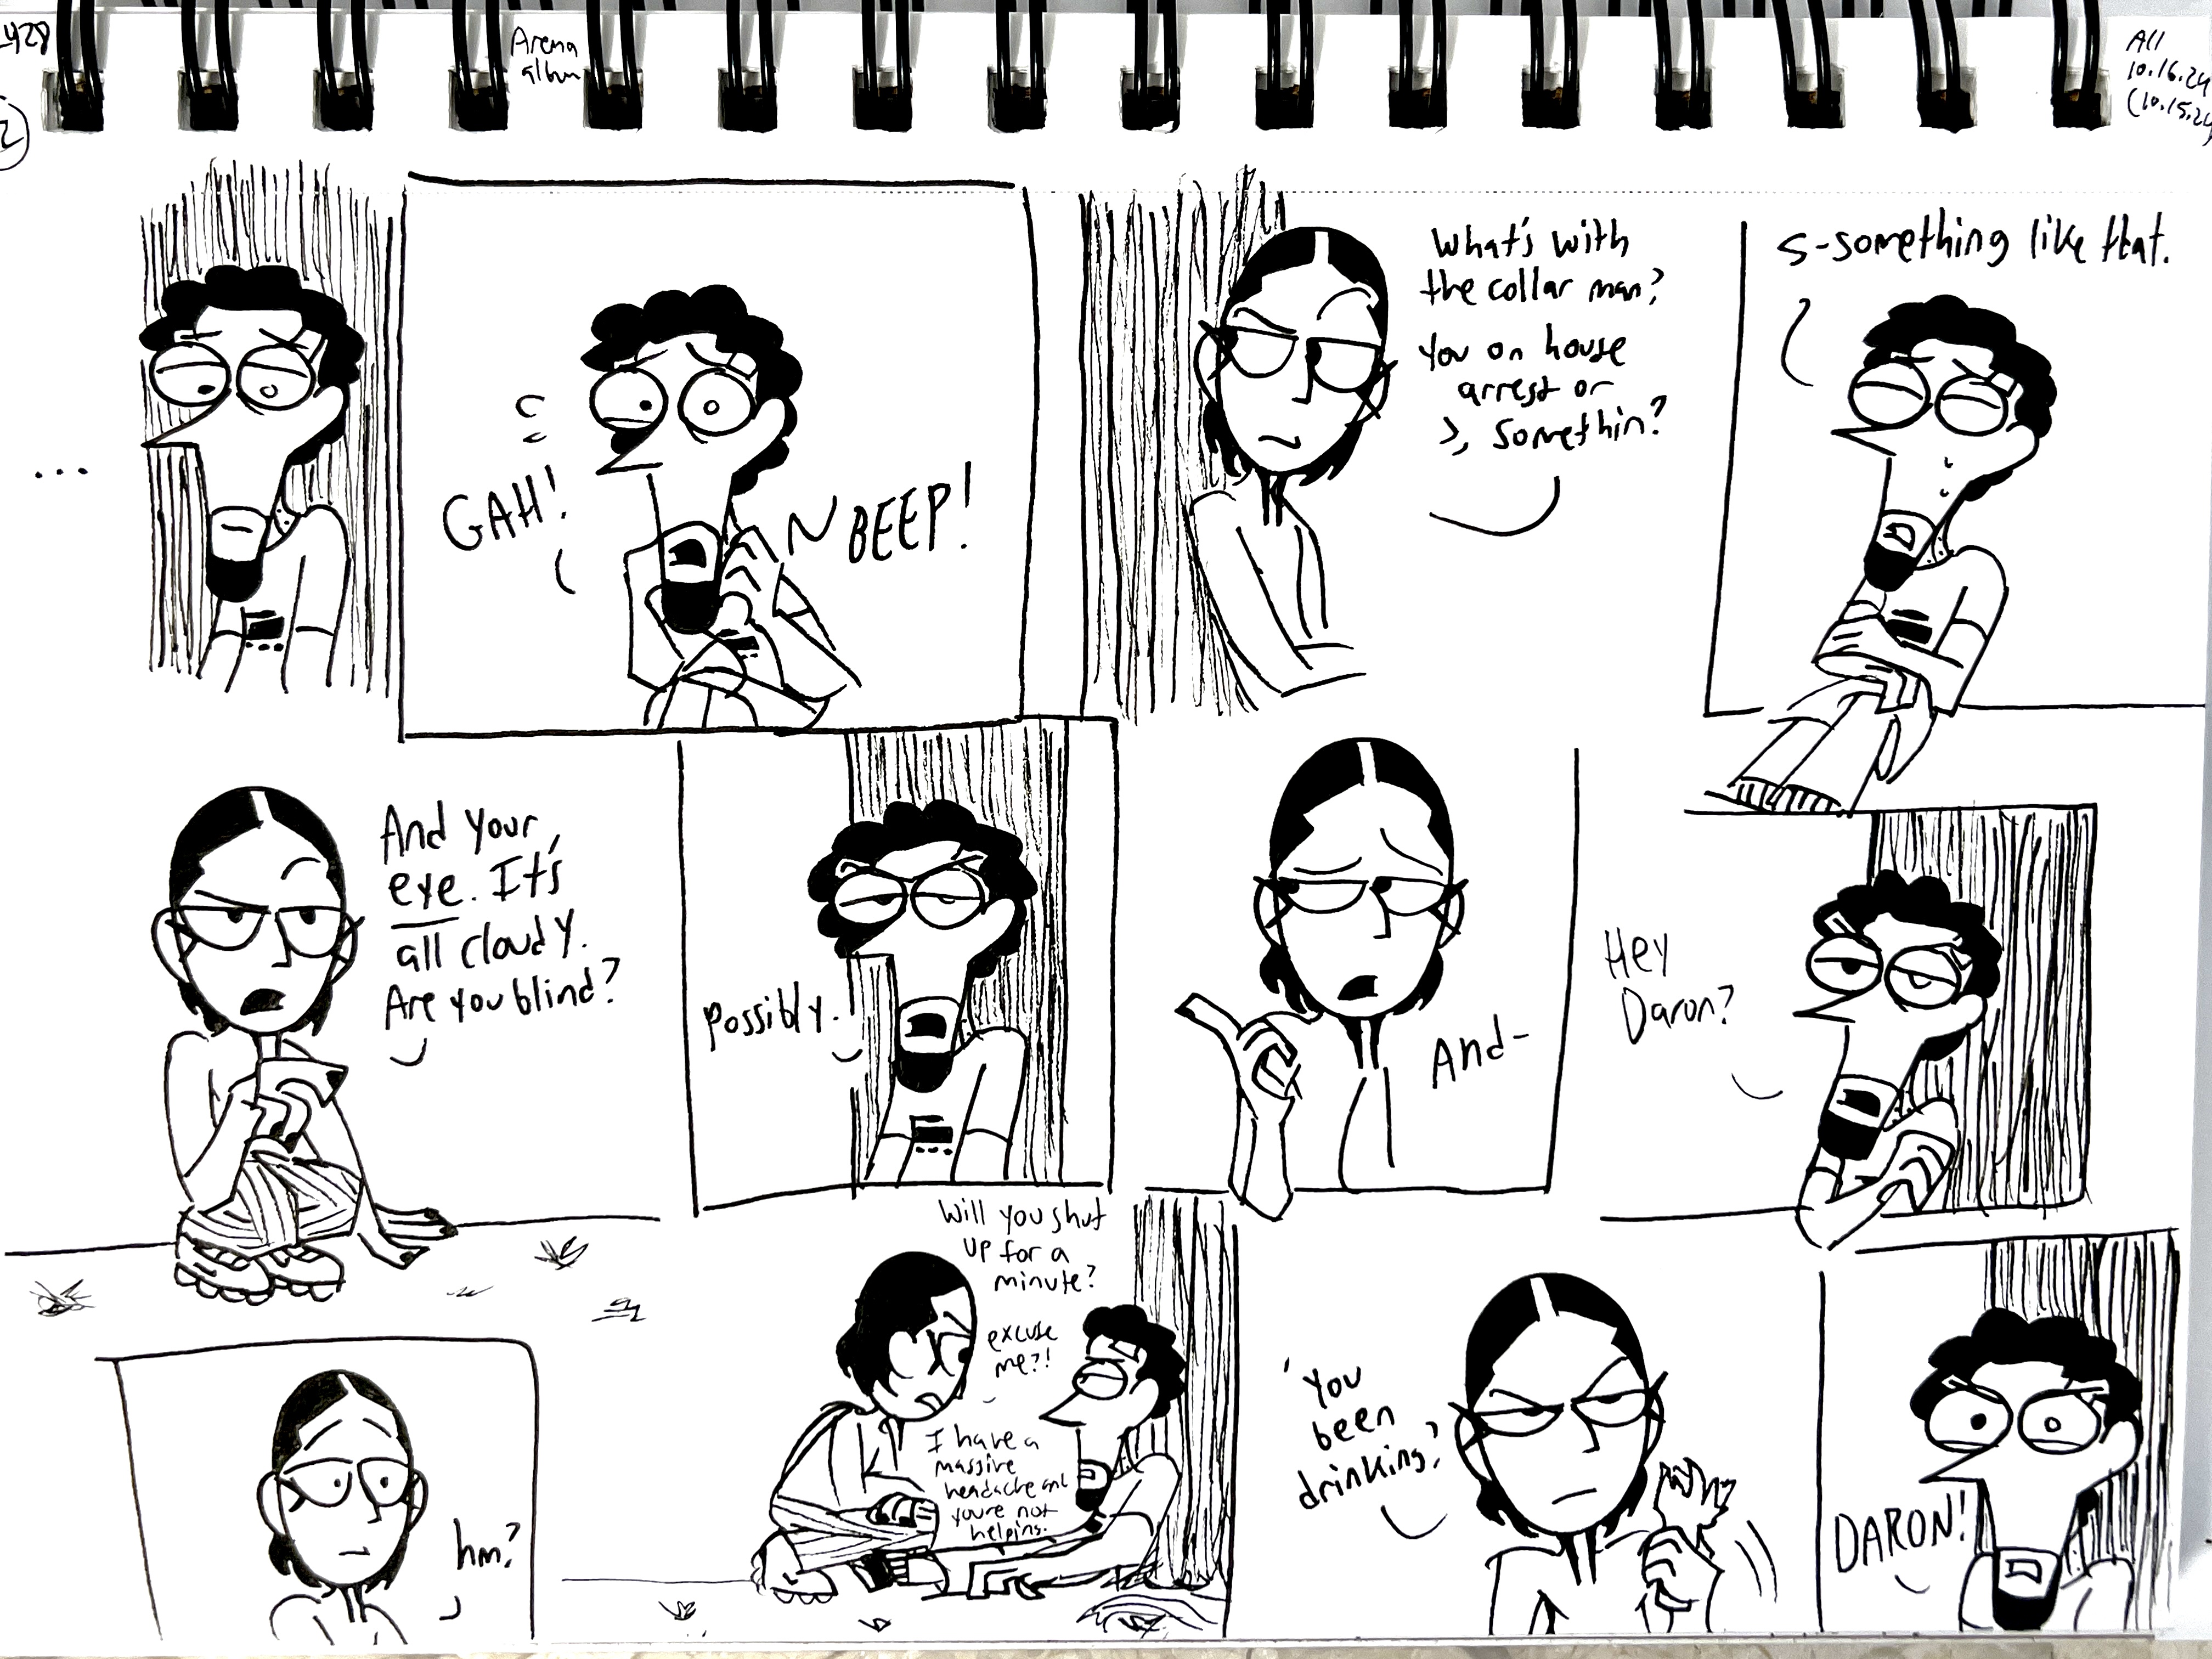 Arena
album
All
10.16.24
(10.15.24)
...
GAH!
BEEP!
What's with
the collar man?
You on house
arrest or
somethin?
S-something like that.
And your
eye. It's
all cloudy.
Are you blind?
possibly.
And-
Hey
Daron?
hm?
Will you shut
up for a
minute?
excuse
me?!
I have a
massive
headache and
you're not
helping.
'You
been
drinking?'
DARON!